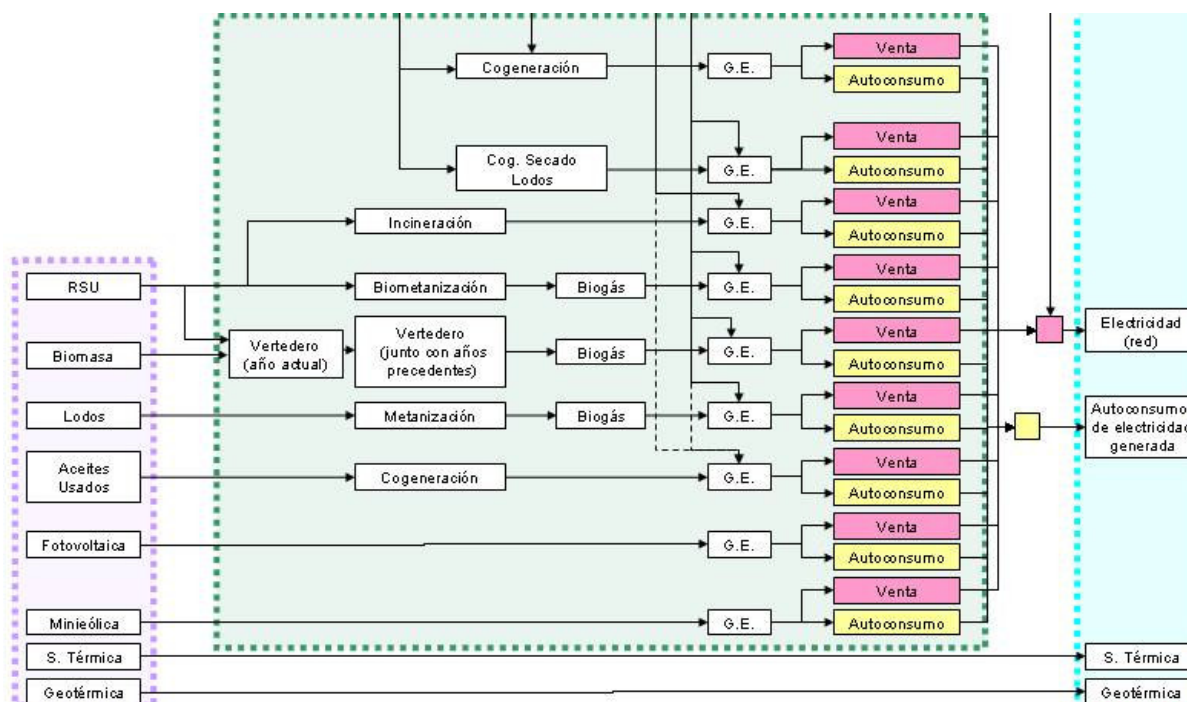 Venta
Cogeneración
G.E.
Autoconsumo
Venta
Cog. Secado
Lodos
G.E.
Autoconsumo
Venta
Incineración
G.E.
Autoconsumo
Venta
RSU
Biometanización
Biogás
G.E.
Autoconsumo
Venta
Electricidad
(red)
Biomasa
Vertedero
(año actual)
Vertedero
(junto con años
precedentes)
Biogás
G.E.
Autoconsumo
Venta
Lodos
Metanización
Biogás
G.E.
Autoconsumo
Autoconsumo
de electricidad
generada
Venta
Aceites
Usados
Cogeneración
G.E.
Autoconsumo
Venta
Fotovoltaica
G.E.
Autoconsumo
Venta
Minieólica
G.E.
Autoconsumo
S. Térmica
S. Térmica
Geotérmica
Geotérmica